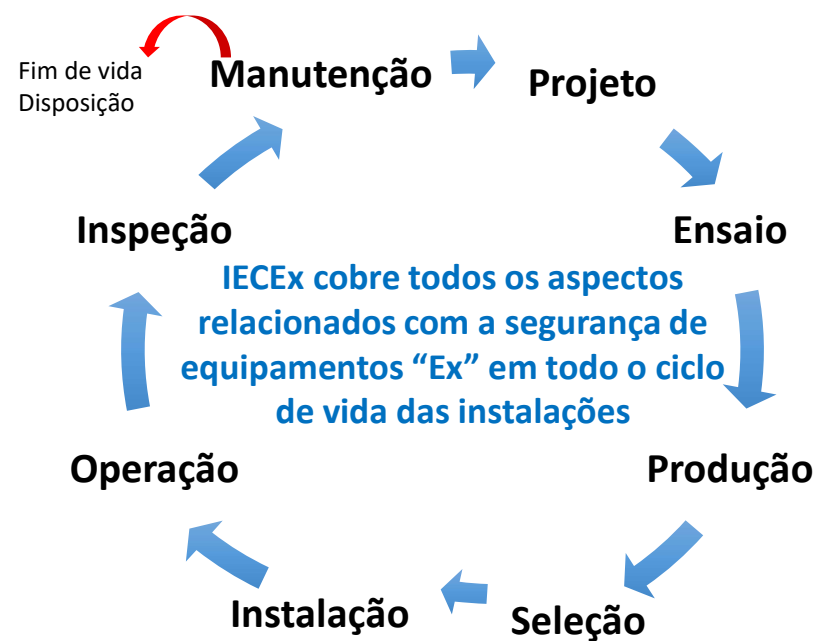 Fim de vida
Disposição
Manutenção
Projeto
Inspeção
Ensaio
IECEx cobre todos os aspectos
relacionados com a segurança de
equipamentos “Ex” em todo o ciclo
de vida das instalações
Operação
Produção
Instalação
Seleção